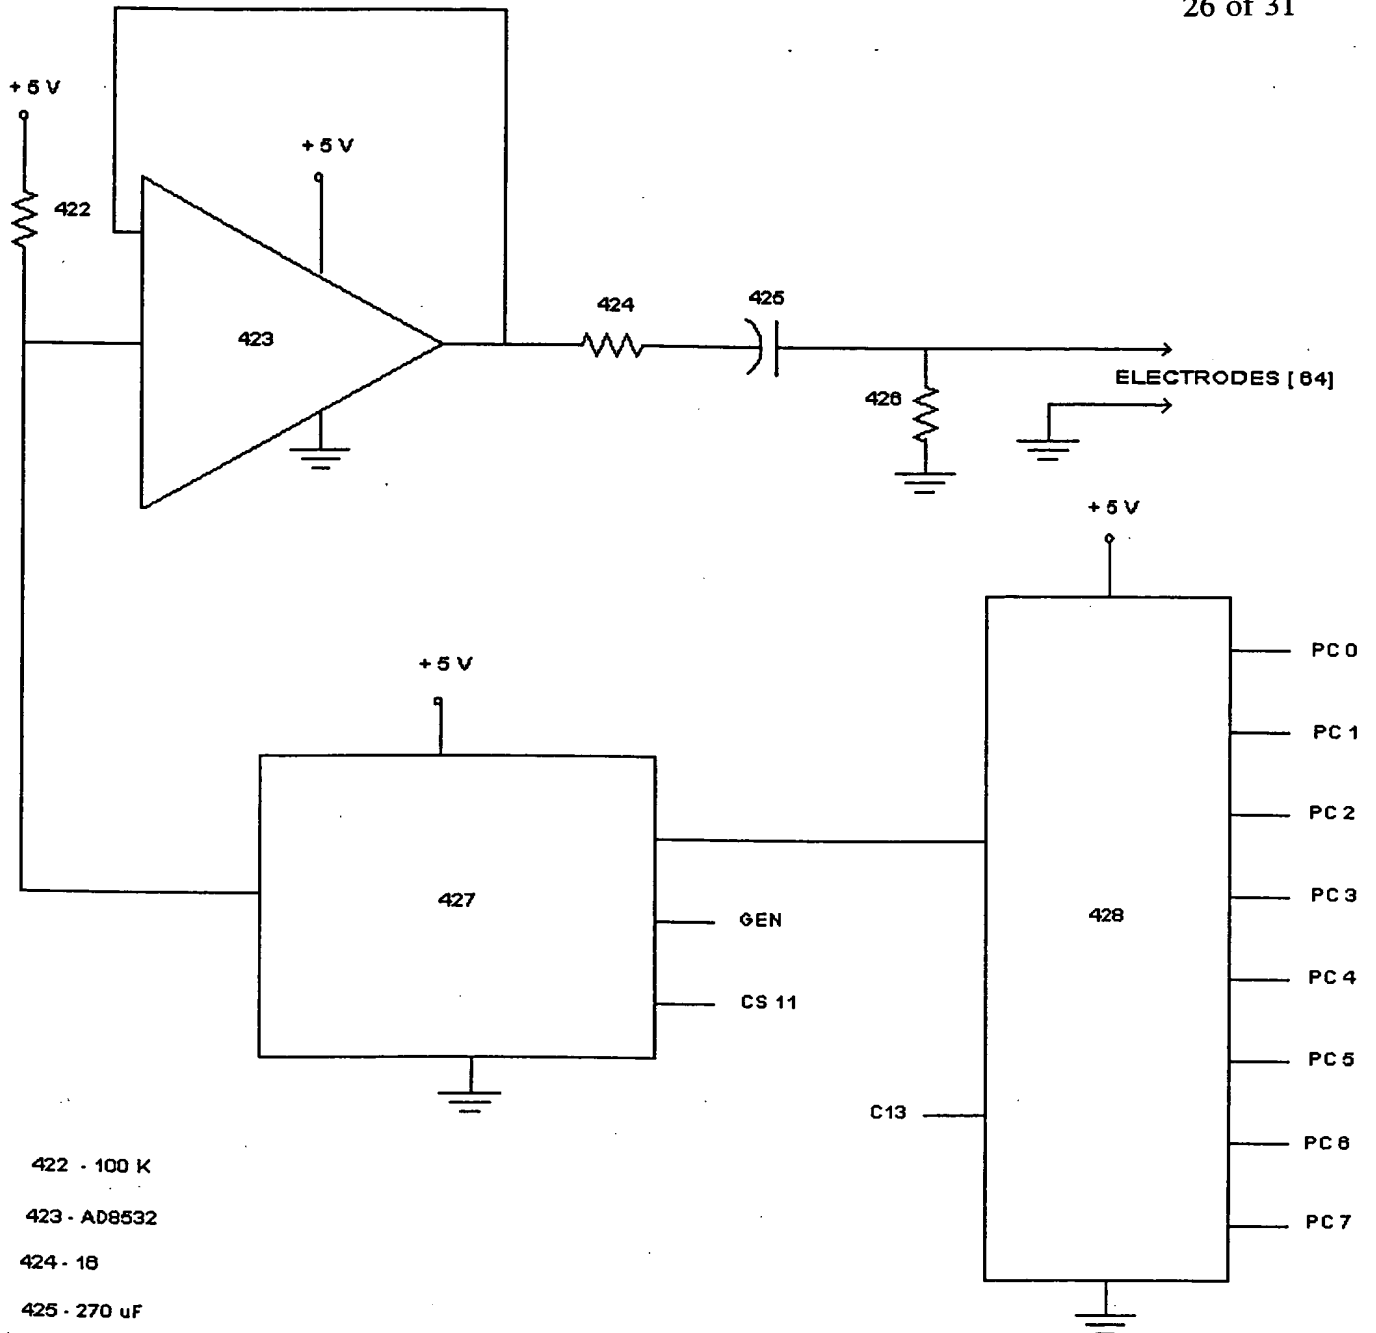 26 of 31
+ 5 V
+ 5 V
422
423
424
425
426
ELECTRODES [ 64]
+ 5 V
+ 5 V
PC 0
PC 1
PC 2
PC 3
PC 4
PC 5
PC 6
PC 7
427
GEN
CS 11
428
C13
422 - 100 K
423 - AD8532
424 - 18
425 - 270 uF